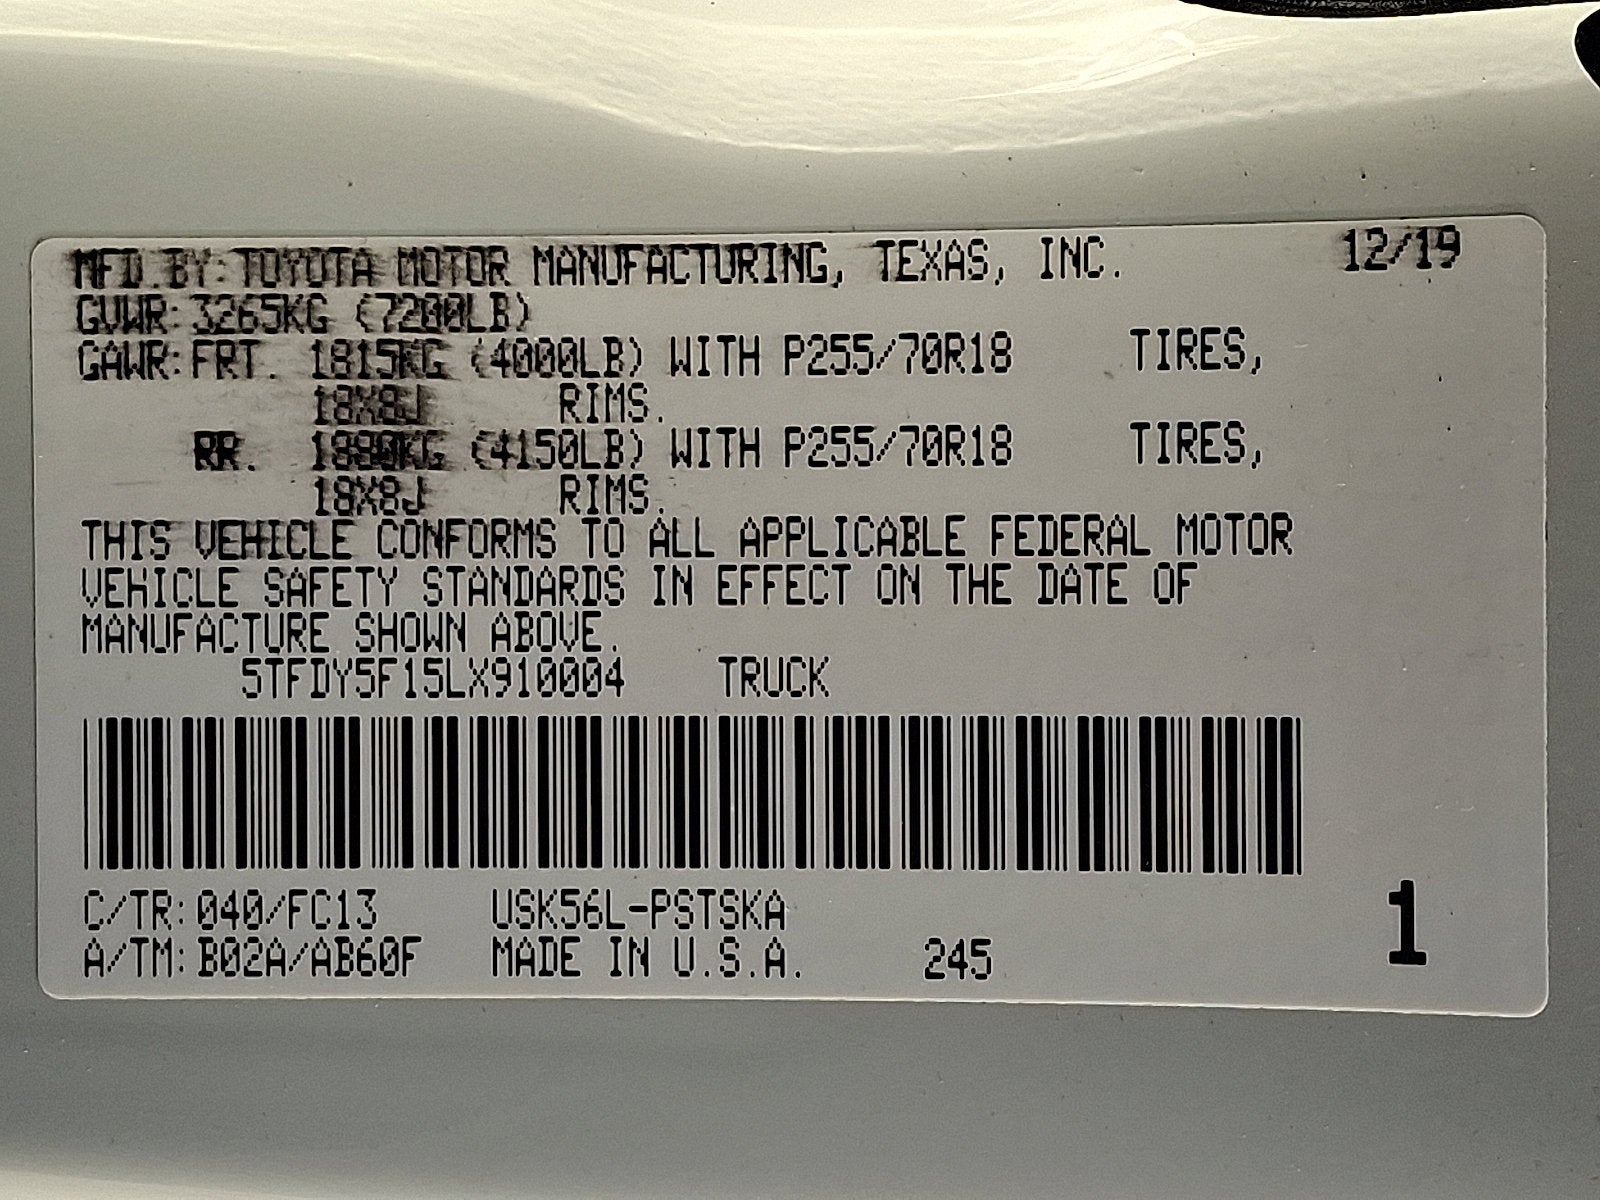 MFD.BY:TOYOTA MOTOR MANUFACTURING, TEXAS, INC. 12/19
GVWR:3265KG (7200LB)
GAWR:FRT. 1815KG (4000LB) WITH P255/70R18 TIRES,
18X8J RIMS.
RR. 1880KG (4150LB) WITH P255/70R18 TIRES,
18X8J RIMS.
THIS VEHICLE CONFORMS TO ALL APPLICABLE FEDERAL MOTOR
VEHICLE SAFETY STANDARDS IN EFFECT ON THE DATE OF
MANUFACTURE SHOWN ABOVE.
5TFDY5F15LX910004 TRUCK
C/TR:040/FC13 USK56L-PSTSKA
A/TM:B02A/AB60F MADE IN U.S.A. 245 1